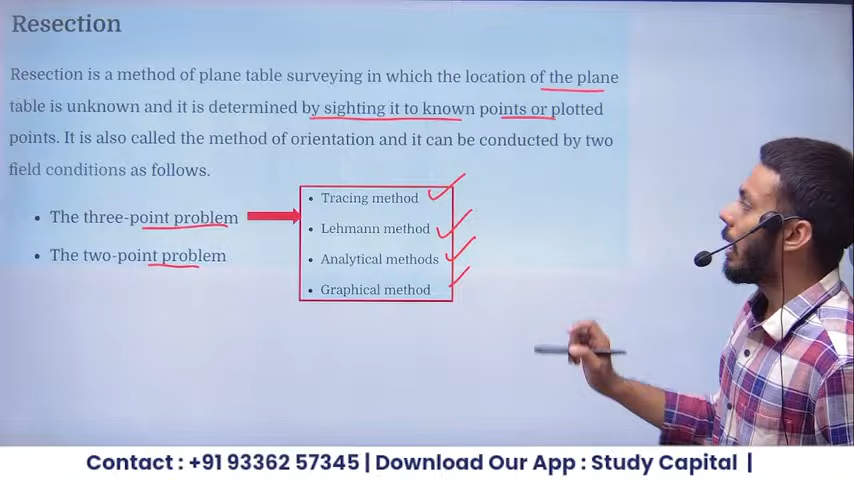 Resection
Resection is a method of plane table surveying in which the location of the plane
table is unknown and it is determined by sighting it to known points or plotted
points. It is also called the method of orientation and it can be conducted by two
field conditions as follows.
• The three-point problem
• The two-point problem
• Tracing method
• Lehmann method
• Analytical methods
• Graphical method
Contact : +91 93362 57345 | Download Our App : Study Capital |